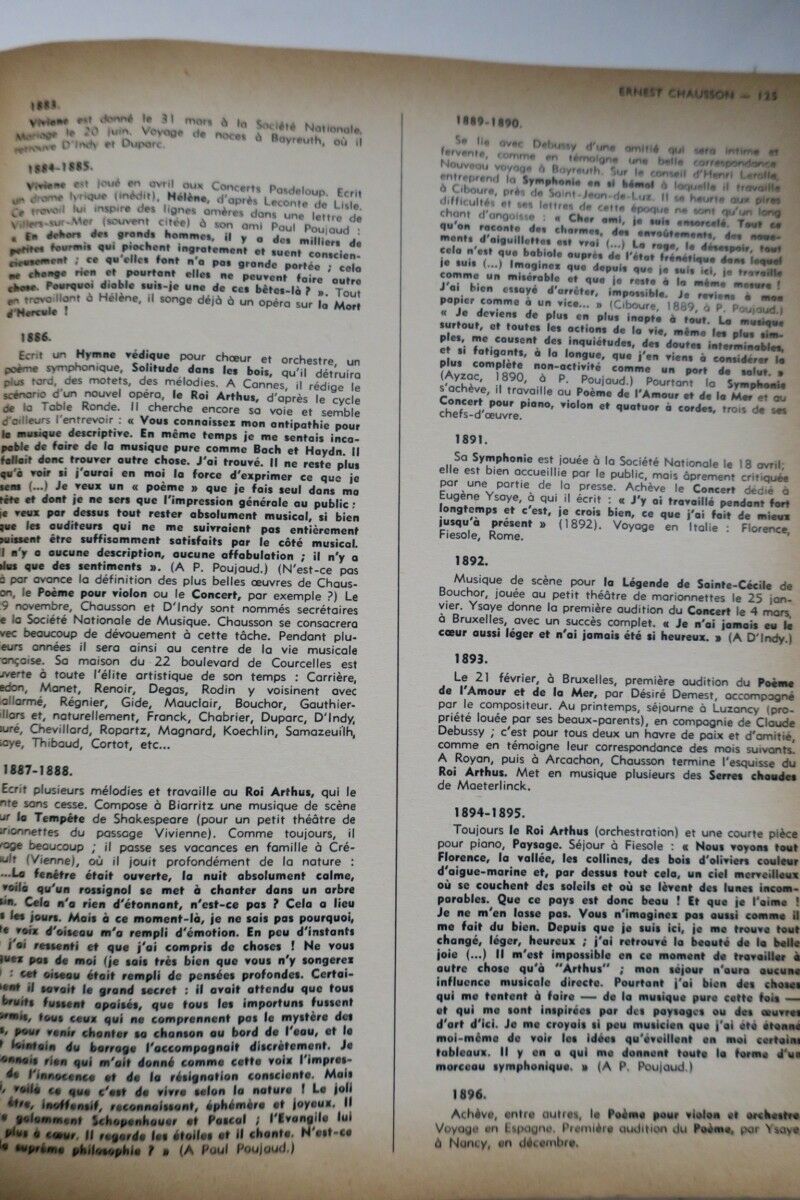 ERNEST CHAUSSON — 125
1883.
Viviene est donné le 31 mars à la Société Nationale.
Mariage le 20 juin. Voyage de noces à Bayreuth, où il
retrouve D'Indy et Duparc.
1884-1885.
Viviene est joué en avril aux Concerts Pasdeloup. Ecrit
un drame lyrique (inédit), Hélène, d'après Leconte de Lisle.
Ce travail lui inspire des lignes amères dans une lettre de
Villers-sur-Mer (souvent citée) à son ami Paul Poujaud :
« En dehors des grands hommes, il y a des milliers de
petites fourmis qui piochent ingratement et suent conscien-
cieusement ; ce qu'elles font n'a pas grande portée ; cela
ne change rien et pourtant elles ne peuvent faire autre
chose. Pourquoi diable suis-je une de ces bêtes-là ? ». Tout
en travaillant à Hélène, il songe déjà à un opéra sur la Mort
d'Hercule !
1886.
Ecrit un Hymne védique pour chœur et orchestre, un
poème symphonique, Solitude dans les bois, qu'il détruira
plus tard, des motets, des mélodies. A Cannes, il rédige le
scénario d'un nouvel opéra, le Roi Arthus, d'après le cycle
de la Table Ronde. Il cherche encore sa voie et semble
d'ailleurs l'entrevoir : « Vous connaissez mon antipathie pour
la musique descriptive. En même temps je me sentais inca-
pable de faire de la musique pure comme Bach et Haydn. Il
fallait donc trouver autre chose. J'ai trouvé. Il ne reste plus
qu'à voir si j'aurai en moi la force d'exprimer ce que je
sens (...) Je veux un « poème » que je fais seul dans ma
tête et dont je ne sers que l'impression générale au public ;
je veux par dessus tout rester absolument musical, si bien
que les auditeurs qui ne me suivraient pas entièrement
puissent être suffisamment satisfaits par le côté musical.
l n'y a aucune description, aucune affabulation ; il n'y a
lus que des sentiments ». (A P. Poujaud.) (N'est-ce pas
à par avance la définition des plus belles œuvres de Chaus-
on, le Poème pour violon ou le Concert, par exemple ?) Le
9 novembre, Chausson et D'Indy sont nommés secrétaires
e la Société Nationale de Musique. Chausson se consacrera
vec beaucoup de dévouement à cette tâche. Pendant plu-
ieurs années il sera ainsi au centre de la vie musicale
ançaise. Sa maison du 22 boulevard de Courcelles est
uverte à toute l'élite artistique de son temps : Carrière,
edon, Manet, Renoir, Degas, Rodin y voisinent avec
allarmé, Régnier, Gide, Mauclair, Bouchor, Gauthier-
llars et, naturellement, Franck, Chabrier, Duparc, D'Indy,
uré, Chevillard, Ropartz, Magnard, Koechlin, Samazeuilh,
saye, Thibaud, Cortot, etc...
1887-1888.
Ecrit plusieurs mélodies et travaille au Roi Arthus, qui le
nte sans cesse. Compose à Biarritz une musique de scène
ur la Tempête de Shakespeare (pour un petit théâtre de
arionnettes du passage Vivienne). Comme toujours, il
yage beaucoup ; il passe ses vacances en famille à Cré-
ult (Vienne), où il jouit profondément de la nature :
...La fenêtre était ouverte, la nuit absolument calme,
voilà qu'un rossignol se met à chanter dans un arbre
sin. Cela n'a rien d'étonnant, n'est-ce pas ? Cela a lieu
s les jours. Mais à ce moment-là, je ne sais pas pourquoi,
te voix d'oiseau m'a rempli d'émotion. En peu d'instants
j'ai ressenti et que j'ai compris de choses ! Ne vous
quez pas de moi (je sais très bien que vous n'y songerez
) : cet oiseau était rempli de pensées profondes. Certai-
ent il savait le grand secret : il avait attendu que tous
bruits fussent apaisés, que tous les importuns fussent
ormis, tous ceux qui ne comprennent pas le mystère des
s, pour venir chanter sa chanson au bord de l'eau, et le
t lointain du barrage l'accompagnait discrètement. Je
onnais rien qui m'ait donné comme cette voix l'impres-
de l'innocence et de la résignation consciente. Mais
, voilà ce que c'est de vivre selon la nature ! Le joli
être, inoffensif, reconnaissant, éphémère et joyeux. Il
galamment Schopenhauer et Pascal ; l'Evangile lui
plus à cœur. Il regarde les étoiles et il chante. N'est-ce
a suprême philosophie ? » (A Paul Poujaud.)
1889-1890.
Se lie avec Debussy d'une amitié qui sera intime et
fervente, comme en témoigne une belle correspondance
Nouveau voyage à Bayreuth. Sur le conseil d'Henri Lerolle,
entreprend la Symphonie en si bémol à laquelle il travaille
à Ciboure, près de Saint-Jean-de-Luz. Il se heurte aux pires
difficultés et ses lettres de cette époque ne sont qu'un long
chant d'angoisse : « Cher ami, je suis ensorcelé. Tout ce
qu'on raconte des charmes, des envoûtements, des noue-
ments d'aiguillettes est vrai (...) La rage, le désespoir, tout
cela n'est que babiole auprès de l'état frénétique dans lequel
je suis (...) Imaginez que depuis que je suis ici, je travaille
comme un misérable et que je reste à la même mesure !
J'ai bien essayé d'arrêter, impossible. Je reviens à mon
papier comme à un vice... » (Ciboure, 1889, à P. Poujaud.)
« Je deviens de plus en plus inapte à tout. La musique
surtout, et toutes les actions de la vie, même les plus sim-
ples, me causent des inquiétudes, des doutes interminables,
et si fatigants, à la longue, que j'en viens à considérer la
plus complète non-activité comme un port de salut. »
(Ayzac, 1890, à P. Poujaud.) Pourtant la Symphonie
s'achève, il travaille au Poème de l'Amour et de la Mer et au
Concert pour piano, violon et quatuor à cordes, trois de ses
chefs-d'œuvre.
1891.
Sa Symphonie est jouée à la Société Nationale le 18 avril;
elle est bien accueillie par le public, mais âprement critiquée
par une partie de la presse. Achève le Concert dédié à
Eugène Ysaye, à qui il écrit : « J'y ai travaillé pendant fort
longtemps et c'est, je crois bien, ce que j'ai fait de mieux
jusqu'à présent » (1892). Voyage en Italie : Florence,
Fiesole, Rome.
1892.
Musique de scène pour la Légende de Sainte-Cécile de
Bouchor, jouée au petit théâtre de marionnettes le 25 jan-
vier. Ysaye donne la première audition du Concert le 4 mars,
à Bruxelles, avec un succès complet. « Je n'ai jamais eu le
cœur aussi léger et n'ai jamais été si heureux. » (A D'Indy.)
1893.
Le 21 février, à Bruxelles, première audition du Poème
de l'Amour et de la Mer, par Désiré Demest, accompagné
par le compositeur. Au printemps, séjourne à Luzancy (pro-
priété louée par ses beaux-parents), en compagnie de Claude
Debussy ; c'est pour tous deux un havre de paix et d'amitié,
comme en témoigne leur correspondance des mois suivants.
A Royan, puis à Arcachon, Chausson termine l'esquisse du
Roi Arthus. Met en musique plusieurs des Serres chaudes
de Maeterlinck.
1894-1895.
Toujours le Roi Arthus (orchestration) et une courte pièce
pour piano, Paysage. Séjour à Fiesole : « Nous voyons tout
Florence, la vallée, les collines, des bois d'oliviers couleur
d'aigue-marine et, par dessus tout cela, un ciel merveilleux
où se couchent des soleils et où se lèvent des lunes incom-
parables. Que ce pays est donc beau ! Et que je l'aime !
Je ne m'en lasse pas. Vous n'imaginez pas aussi comme il
me fait du bien. Depuis que je suis ici, je me trouve tout
changé, léger, heureux ; j'ai retrouvé la beauté de la belle
joie (...) Il m'est impossible en ce moment de travailler à
autre chose qu'à "Arthus" ; mon séjour n'aura aucune
influence musicale directe. Pourtant j'ai bien des choses
qui me tentent à faire — de la musique pure cette fois —
et qui me sont inspirées par des paysages ou des œuvres
d'art d'ici. Je me croyais si peu musicien que j'ai été étonné
moi-même de voir les idées qu'éveillent en moi certains
tableaux. Il y en a qui me donnent toute la forme d'un
morceau symphonique. » (A P. Poujaud.)
1896.
Achève, entre autres, le Poème pour violon et orchestre
Voyage en Espagne. Première audition du Poème, par Ysaye
à Nancy, en décembre.